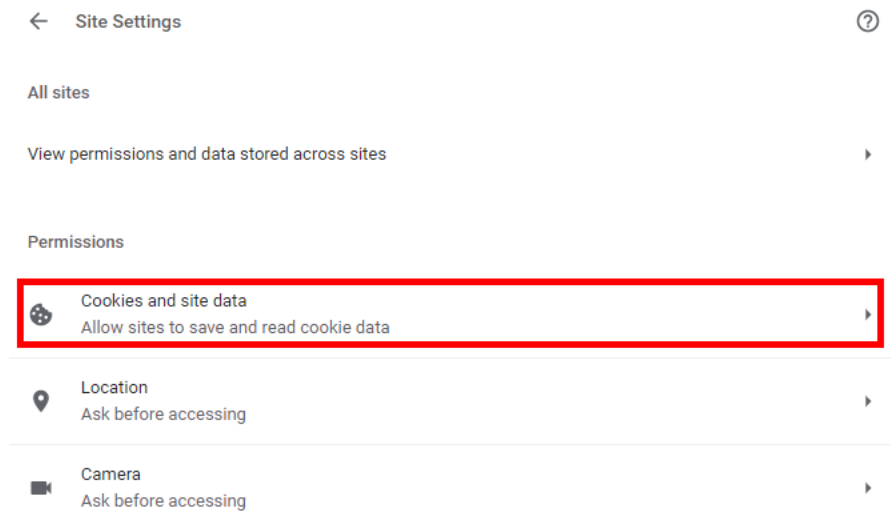 Site Settings
All sites
View permissions and data stored across sites
Permissions
Cookies and site data
Allow sites to save and read cookie data
Location
Ask before accessing
Camera
Ask before accessing